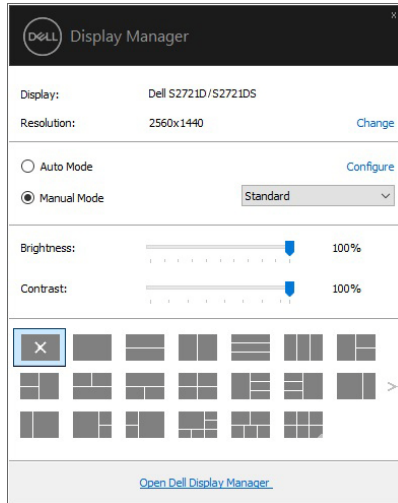 x
DELL Display Manager
Display: Dell S2721D/S2721DS
Resolution: 2560x1440 Change
Auto Mode Configure
Manual Mode Standard
Brightness: 100%
Contrast: 100%
Open Dell Display Manager